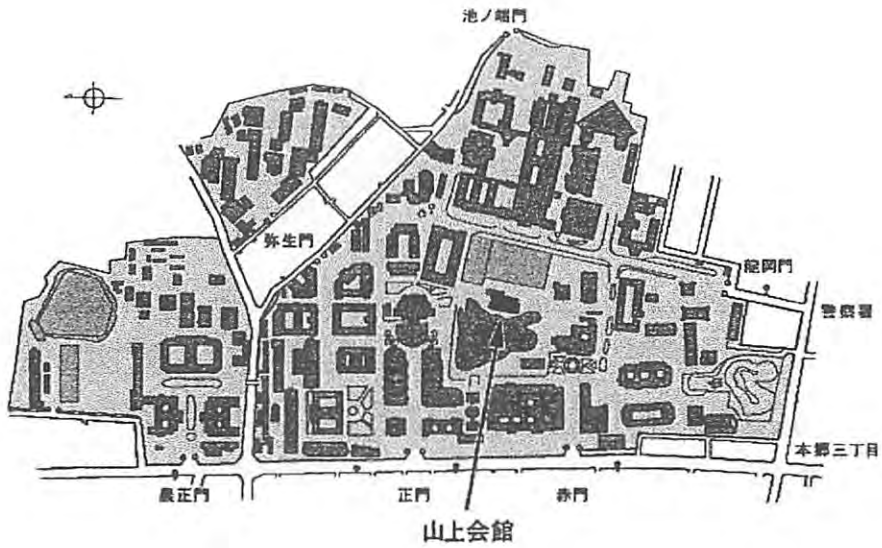 池ノ端門
弥生門
龍岡門
警察署
本郷三丁目
農正門
正門
赤門
山上会館